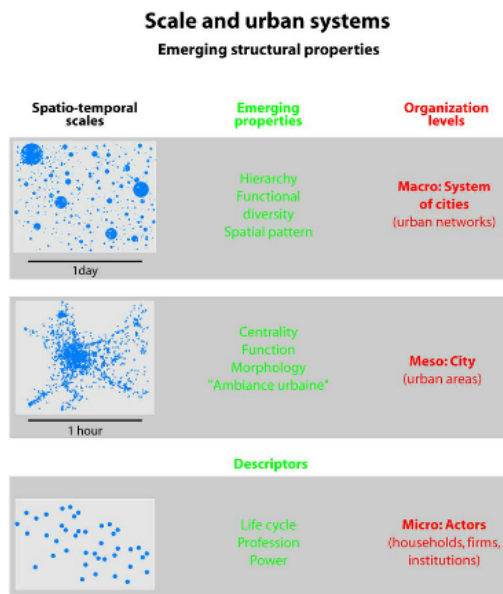 Scale and urban systems
Emerging structural properties
Spatio-temporal
scales
Emerging
properties
Organization
levels
Hierarchy
Functional
diversity
Spatial pattern
Macro: System
of cities
(urban networks)
1day
Centrality
Function
Morphology
"Ambiance urbaine"
Meso: City
(urban areas)
1 hour
Descriptors
Life cycle
Profession
Power
Micro: Actors
(households, firms,
institutions)